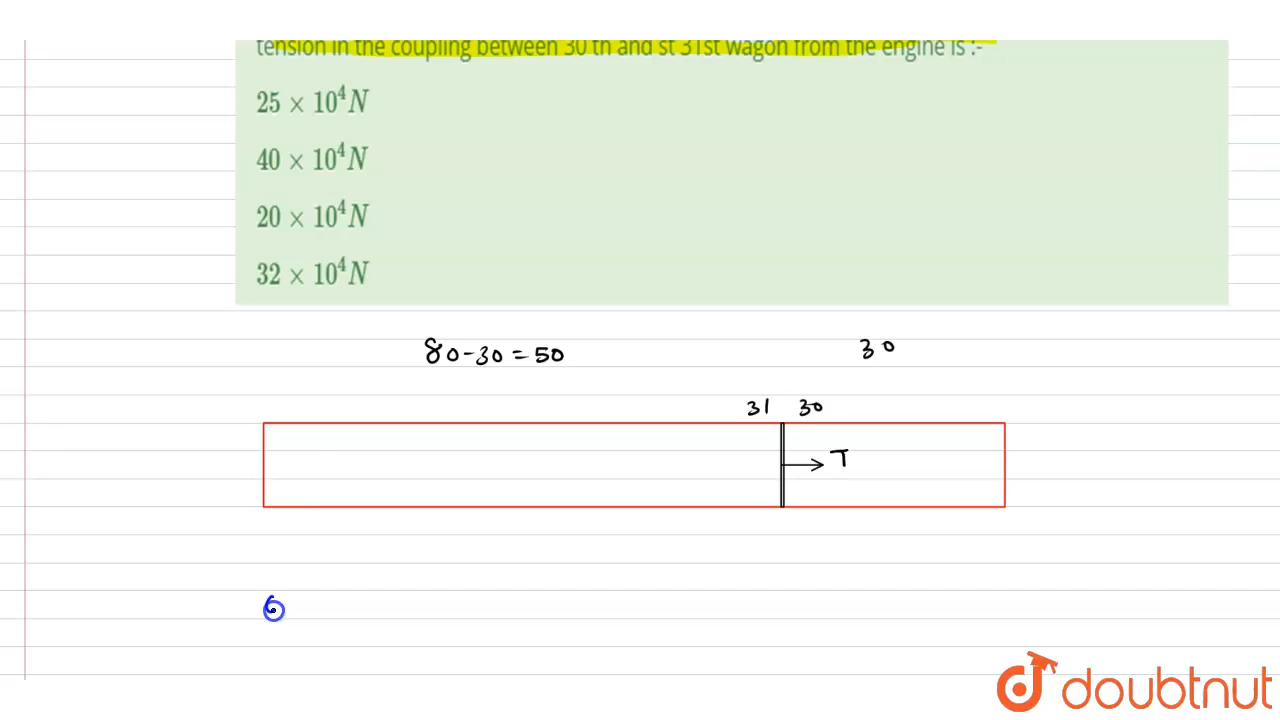 tension in the coupling between 30 th and st 31st wagon from the engine is :-
25 × 10⁴N
40 × 10⁴N
20 × 10⁴N
32 × 10⁴N
80-30 = 50
30
31 30
T
6
doubtnut